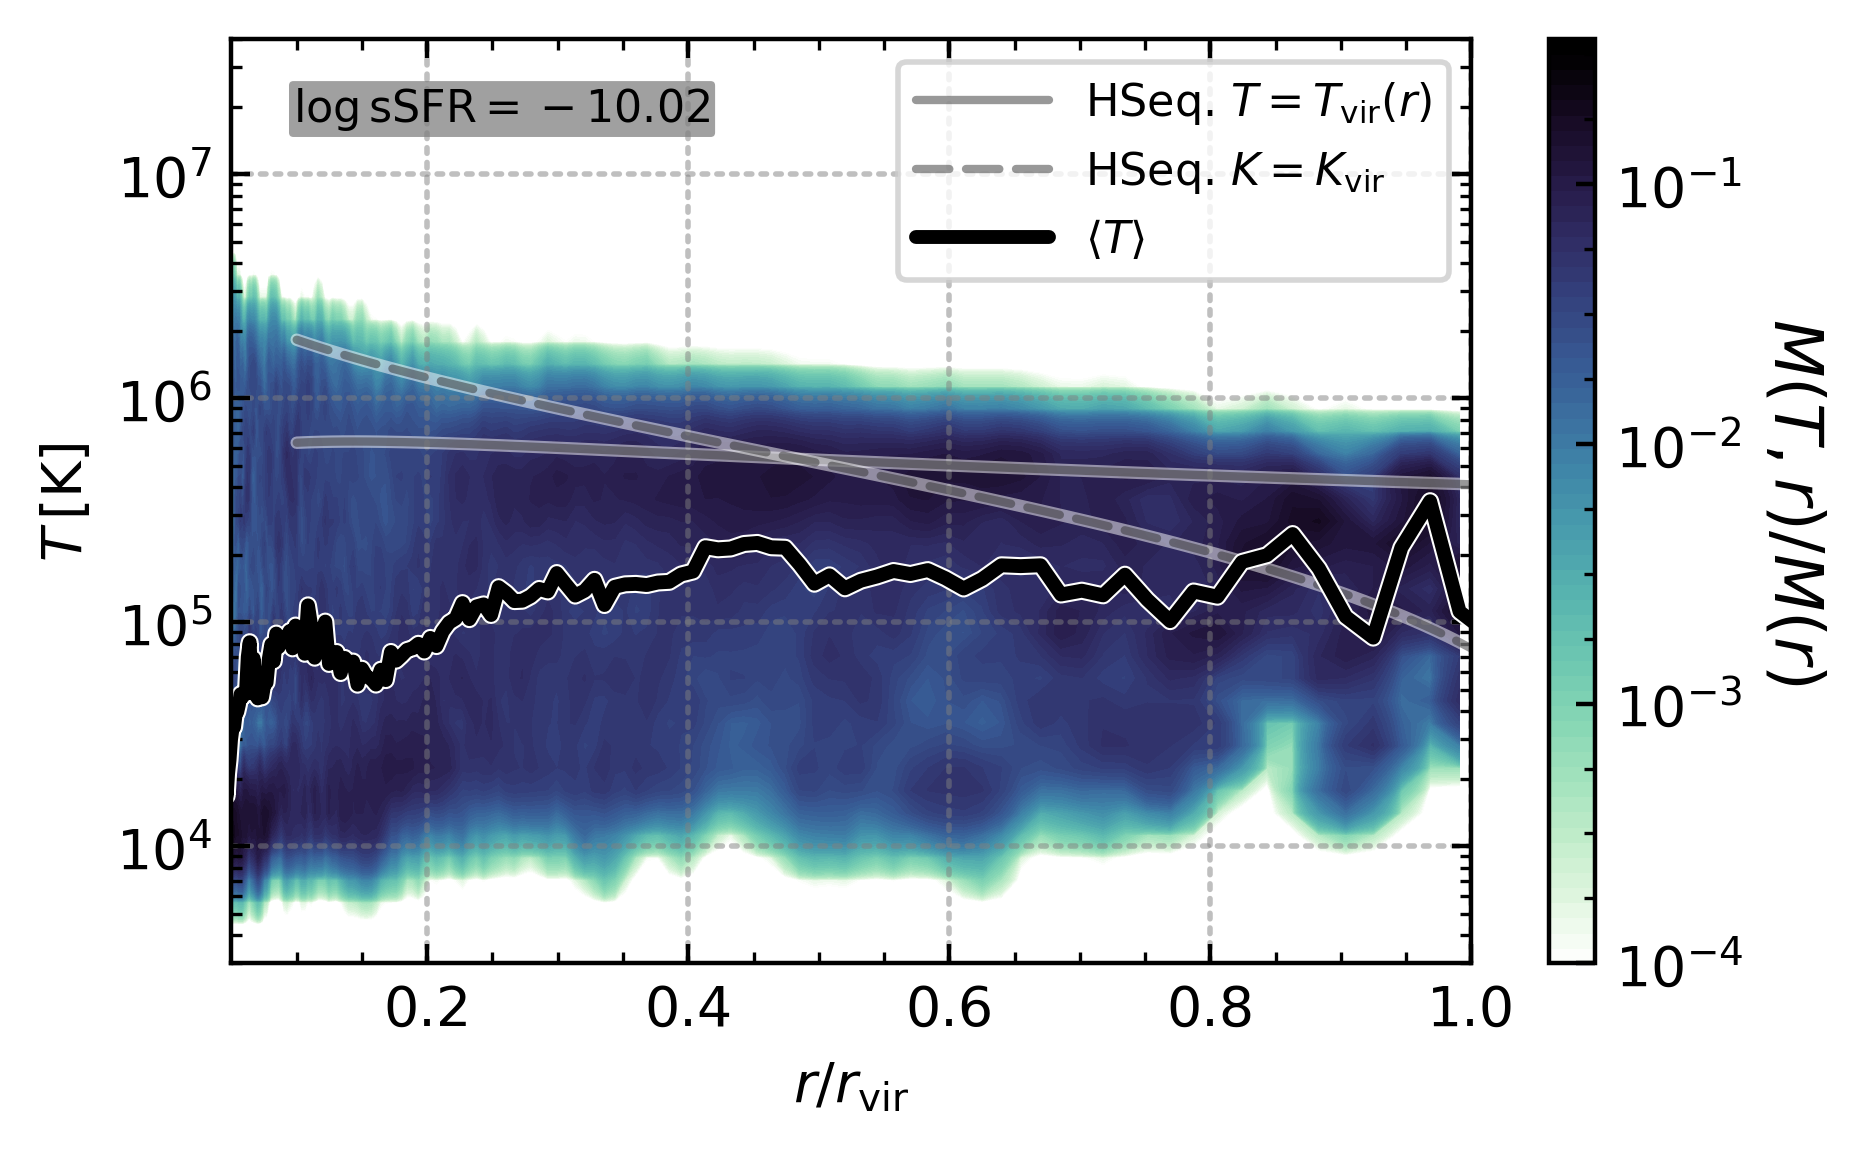 log sSFR = −10.02
HSeq. T = T_vir(r)
HSeq. K = K_vir
⟨T⟩
10^7
10^6
10^5
10^4
T [K]
0.2 0.4 0.6 0.8 1.0
r/r_vir
10^−1
10^−2
10^−3
10^−4
M(T, r)/M(r)